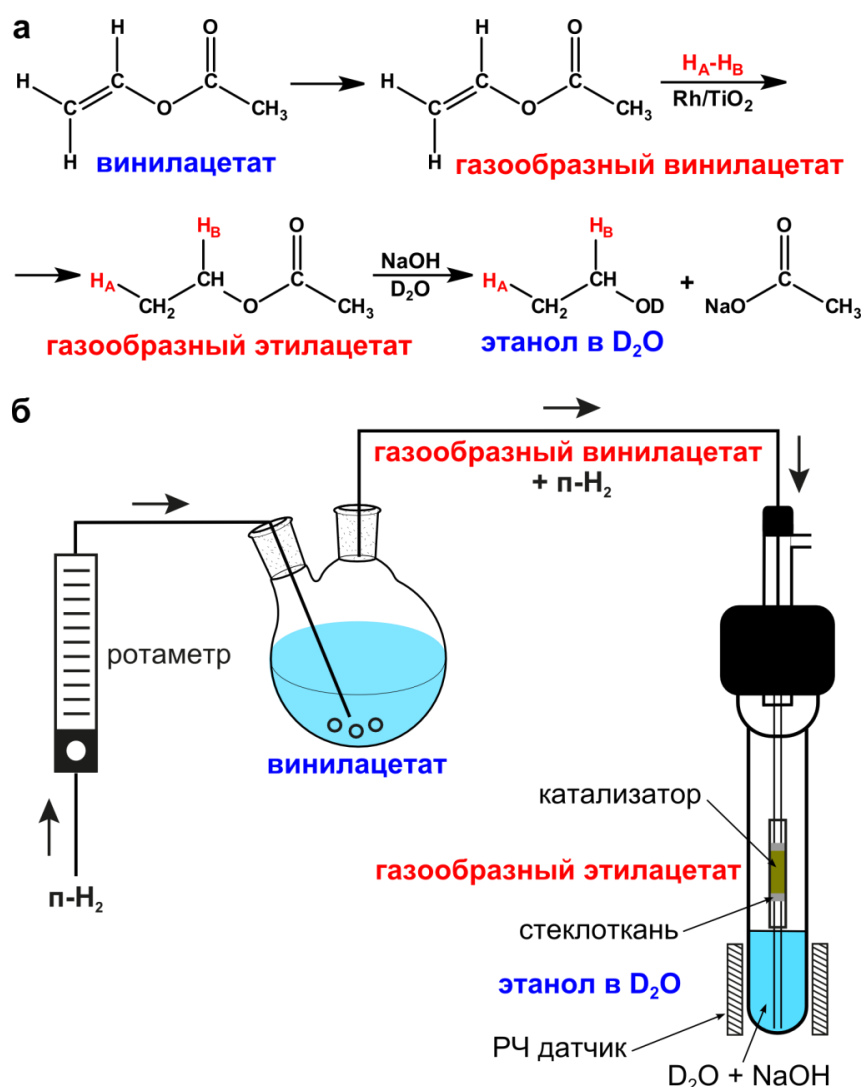 а
H H O
H C O C CH3
H
винилацетат
H H O
H C O C CH3
H
газообразный винилацетат
HA-HB
Rh/TiO2
HB O
HA CH C
CH2 O CH3
газообразный этилацетат
NaOH
D2O
HB
HA CH
CH2 OD
этанол в D2O
+
O
NaO C CH3
б
газообразный винилацетат
+ п-H2
ротаметр
винилацетат
п-H2
катализатор
газообразный этилацетат
стеклоткань
этанол в D2O
РЧ датчик
D2O + NaOH